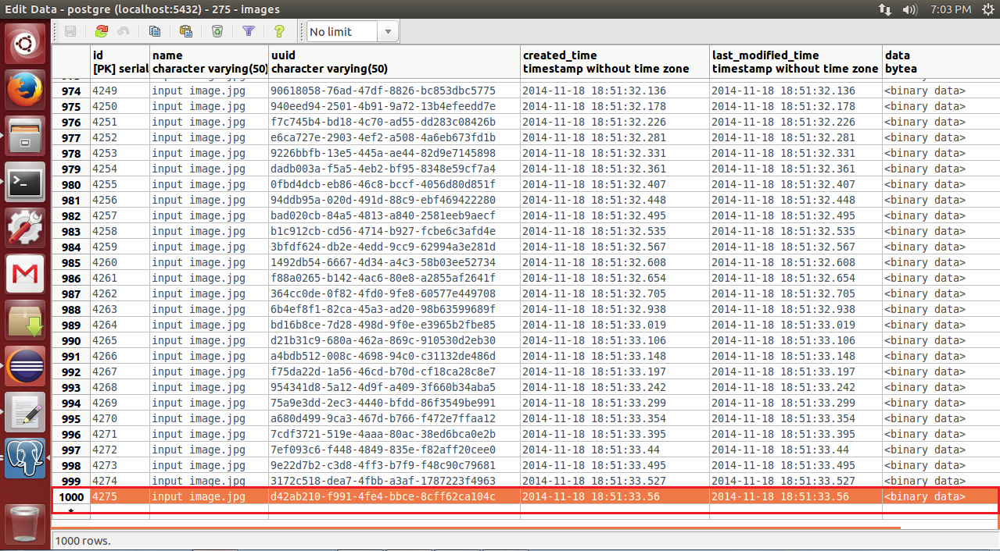 Edit Data - postgre (localhost:5432) - 275 - images 7:03 PM
No limit
id name uuid created_time last_modified_time data
[PK] serial character varying(50) character varying(50) timestamp without time zone timestamp without time zone bytea
974 4249 input image.jpg 90618058-76ad-47df-8826-bc853dbc5775 2014-11-18 18:51:32.136 2014-11-18 18:51:32.136 <binary data>
975 4250 input image.jpg 940eed94-2501-4b91-9a72-13b4efeedd7e 2014-11-18 18:51:32.178 2014-11-18 18:51:32.178 <binary data>
976 4251 input image.jpg f7c745b4-bd18-4c70-ad55-dd283c08426b 2014-11-18 18:51:32.226 2014-11-18 18:51:32.226 <binary data>
977 4252 input image.jpg e6ca727e-2903-4ef2-a508-4a6eb673fd1b 2014-11-18 18:51:32.281 2014-11-18 18:51:32.281 <binary data>
978 4253 input image.jpg 9226bbfb-13e5-445a-ae44-82d9e7145898 2014-11-18 18:51:32.331 2014-11-18 18:51:32.331 <binary data>
979 4254 input image.jpg dadb003a-f5a5-4eb2-bf95-8348e59cf7a4 2014-11-18 18:51:32.361 2014-11-18 18:51:32.361 <binary data>
980 4255 input image.jpg 0fbd4dcb-eb86-46c8-bccf-4056d80d851f 2014-11-18 18:51:32.407 2014-11-18 18:51:32.407 <binary data>
981 4256 input image.jpg 94ddb95a-020d-491d-88c9-ebf469422280 2014-11-18 18:51:32.448 2014-11-18 18:51:32.448 <binary data>
982 4257 input image.jpg bad020cb-84a5-4813-a840-2581eeb9aecf 2014-11-18 18:51:32.495 2014-11-18 18:51:32.495 <binary data>
983 4258 input image.jpg b1c912cb-cd56-4714-b927-fcbe6c3afd4e 2014-11-18 18:51:32.535 2014-11-18 18:51:32.535 <binary data>
984 4259 input image.jpg 3bfdf624-db2e-4edd-9cc9-62994a3e281d 2014-11-18 18:51:32.567 2014-11-18 18:51:32.567 <binary data>
985 4260 input image.jpg 1492db54-6667-4d34-a4c3-58b03ee52734 2014-11-18 18:51:32.608 2014-11-18 18:51:32.608 <binary data>
986 4261 input image.jpg f88a0265-b142-4ac6-80e8-a2855af2641f 2014-11-18 18:51:32.654 2014-11-18 18:51:32.654 <binary data>
987 4262 input image.jpg 364cc0de-0f82-4fd0-9fe8-60577e449708 2014-11-18 18:51:32.705 2014-11-18 18:51:32.705 <binary data>
988 4263 input image.jpg 6b4ef8f1-82ca-45a3-ad20-98b63599689f 2014-11-18 18:51:32.938 2014-11-18 18:51:32.938 <binary data>
989 4264 input image.jpg bd16b8ce-7d28-489d-9f0e-e3965b2fbe85 2014-11-18 18:51:33.019 2014-11-18 18:51:33.019 <binary data>
990 4265 input image.jpg d21b31c9-680a-462a-869c-910530d2eb30 2014-11-18 18:51:33.106 2014-11-18 18:51:33.106 <binary data>
991 4266 input image.jpg a4bdb512-008c-4698-94c0-c31132de486d 2014-11-18 18:51:33.148 2014-11-18 18:51:33.148 <binary data>
992 4267 input image.jpg f75da22d-1a56-46cd-b70d-cf18ca28c8e7 2014-11-18 18:51:33.197 2014-11-18 18:51:33.197 <binary data>
993 4268 input image.jpg 954341d8-5a12-4d9f-a409-3f660b34aba5 2014-11-18 18:51:33.242 2014-11-18 18:51:33.242 <binary data>
994 4269 input image.jpg 75a9e3dd-2ec3-4440-bfdd-86f3549be991 2014-11-18 18:51:33.299 2014-11-18 18:51:33.299 <binary data>
995 4270 input image.jpg a680d499-9ca3-467d-b766-f472e7ffaa12 2014-11-18 18:51:33.354 2014-11-18 18:51:33.354 <binary data>
996 4271 input image.jpg 7cdf3721-519e-4aaa-80ac-38ed6bca0e2b 2014-11-18 18:51:33.395 2014-11-18 18:51:33.395 <binary data>
997 4272 input image.jpg 7ef093c6-f448-4849-835e-f82aff20cee0 2014-11-18 18:51:33.44 2014-11-18 18:51:33.44 <binary data>
998 4273 input image.jpg 9e22d7b2-c3d8-4ff3-b7f9-f48c90c79681 2014-11-18 18:51:33.495 2014-11-18 18:51:33.495 <binary data>
999 4274 input image.jpg 3172c518-dea7-4fbb-a3af-1787223f4963 2014-11-18 18:51:33.527 2014-11-18 18:51:33.527 <binary data>
1000 4275 input image.jpg d42ab210-f991-4fe4-bbce-8cff62ca104c 2014-11-18 18:51:33.56 2014-11-18 18:51:33.56 <binary data>
*
1000 rows.